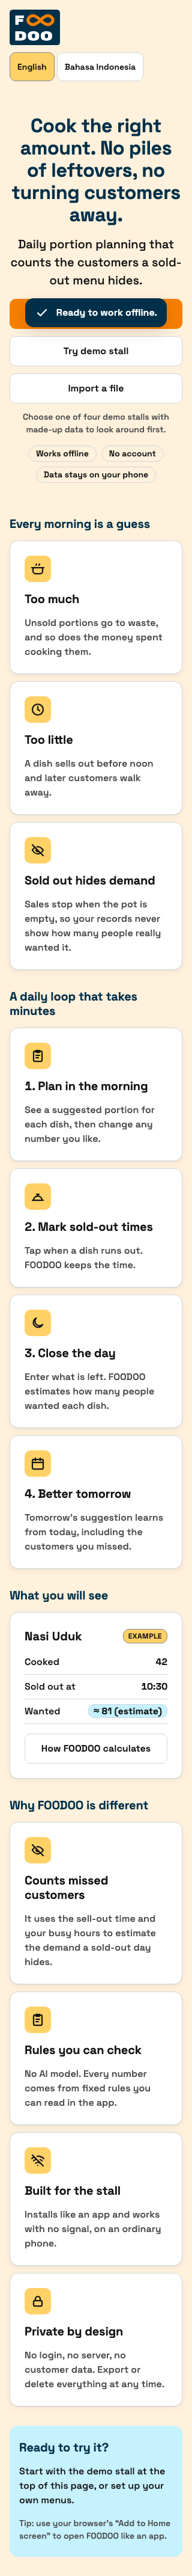 FOO
DOO
English
Bahasa Indonesia
Cook the right
amount. No piles
of leftovers, no
turning customers
away.
Daily portion planning that
counts the customers a sold-
out menu hides.
Ready to work offline.
Try demo stall
Import a file
Choose one of four demo stalls with
made-up data to look around first.
Works offline
No account
Data stays on your phone
Every morning is a guess
Too much
Unsold portions go to waste,
and so does the money spent
cooking them.
Too little
A dish sells out before noon
and later customers walk
away.
Sold out hides demand
Sales stop when the pot is
empty, so your records never
show how many people really
wanted it.
A daily loop that takes
minutes
1. Plan in the morning
See a suggested portion for
each dish, then change any
number you like.
2. Mark sold-out times
Tap when a dish runs out.
FOODOO keeps the time.
3. Close the day
Enter what is left. FOODOO
estimates how many people
wanted each dish.
4. Better tomorrow
Tomorrow's suggestion learns
from today, including the
customers you missed.
What you will see
Nasi Uduk
EXAMPLE
Cooked 42
Sold out at 10:30
Wanted ≈ 81 (estimate)
How FOODOO calculates
Why FOODOO is different
Counts missed
customers
It uses the sell-out time and
your busy hours to estimate
the demand a sold-out day
hides.
Rules you can check
No AI model. Every number
comes from fixed rules you
can read in the app.
Built for the stall
Installs like an app and works
with no signal, on an ordinary
phone.
Private by design
No login, no server, no
customer data. Export or
delete everything at any time.
Ready to try it?
Start with the demo stall at the
top of this page, or set up your
own menus.
Tip: use your browser's "Add to Home
screen" to open FOODOO like an app.